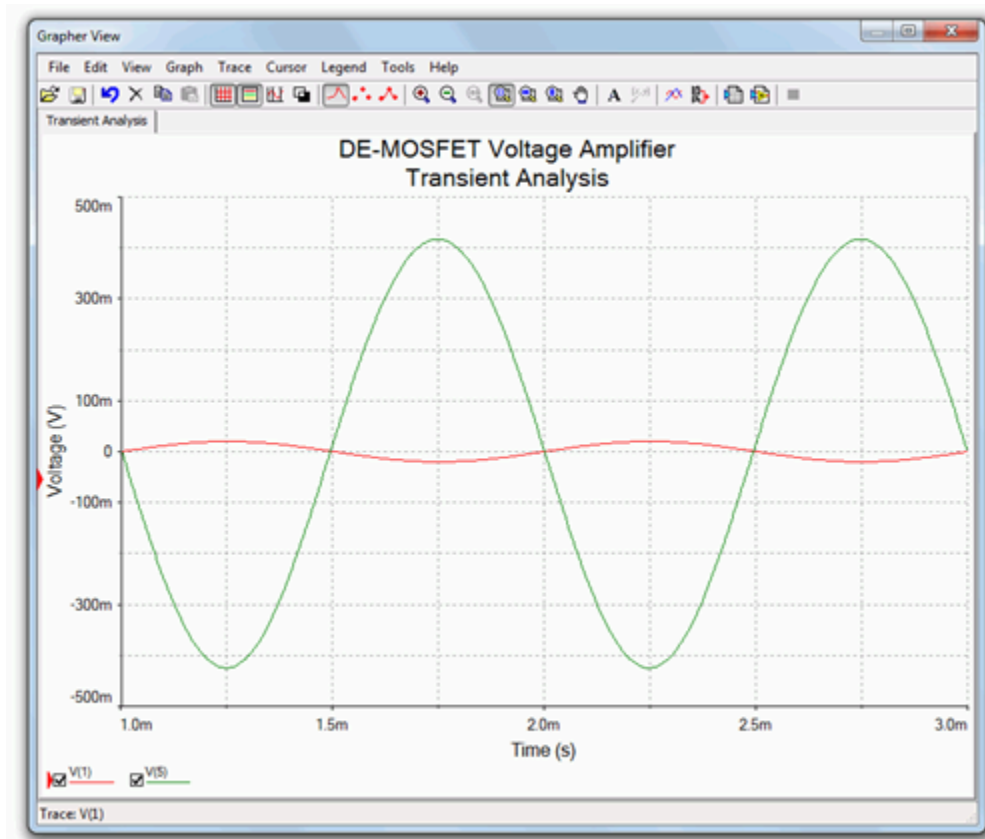 Grapher View
File Edit View Graph Trace Cursor Legend Tools Help
A
Transient Analysis
DE-MOSFET Voltage Amplifier
Transient Analysis
500m
300m
100m
0
-100m
-300m
-500m
Voltage (V)
1.0m 1.5m 2.0m 2.5m 3.0m
Time (s)
V(1) V(5)
Trace: V(1)